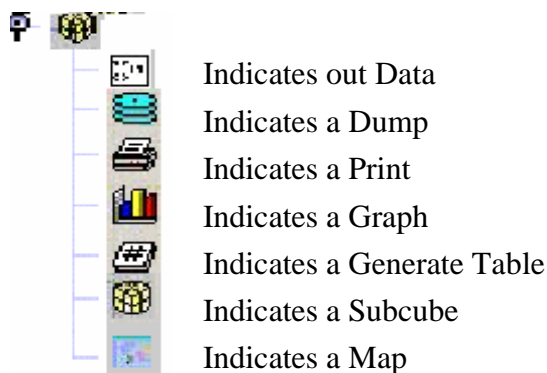 Indicates out Data
Indicates a Dump
Indicates a Print
Indicates a Graph
Indicates a Generate Table
Indicates a Subcube
Indicates a Map